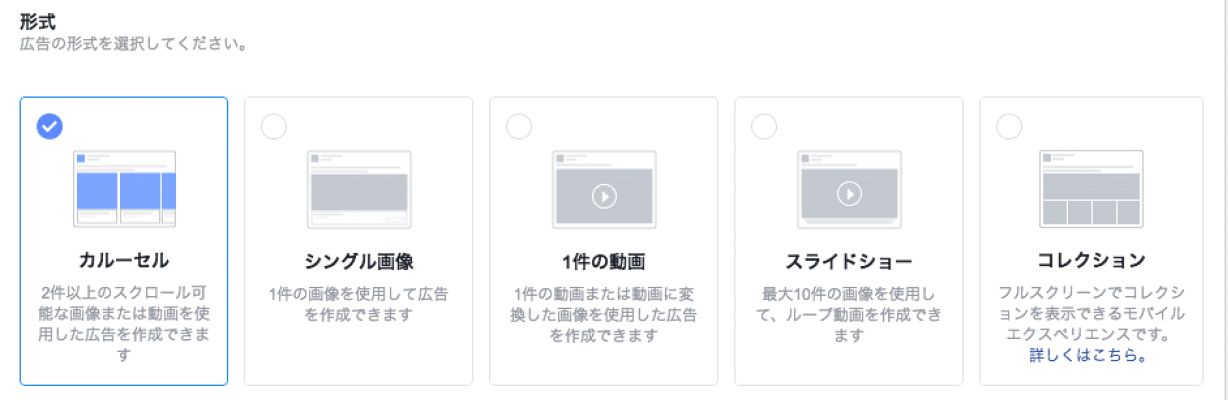 形式
広告の形式を選択してください。
カルーセル
2件以上のスクロール可
能な画像または動画を使
用した広告を作成できま
す
シングル画像
1件の画像を使用して広告
を作成できます
1件の動画
1件の動画または動画に変
換した画像を使用した広告
を作成できます
スライドショー
最大10件の画像を使用し
て、ループ動画を作成でき
ます
コレクション
フルスクリーンでコレクシ
ョンを表示できるモバイル
エクスペリエンスです。
詳しくはこちら。